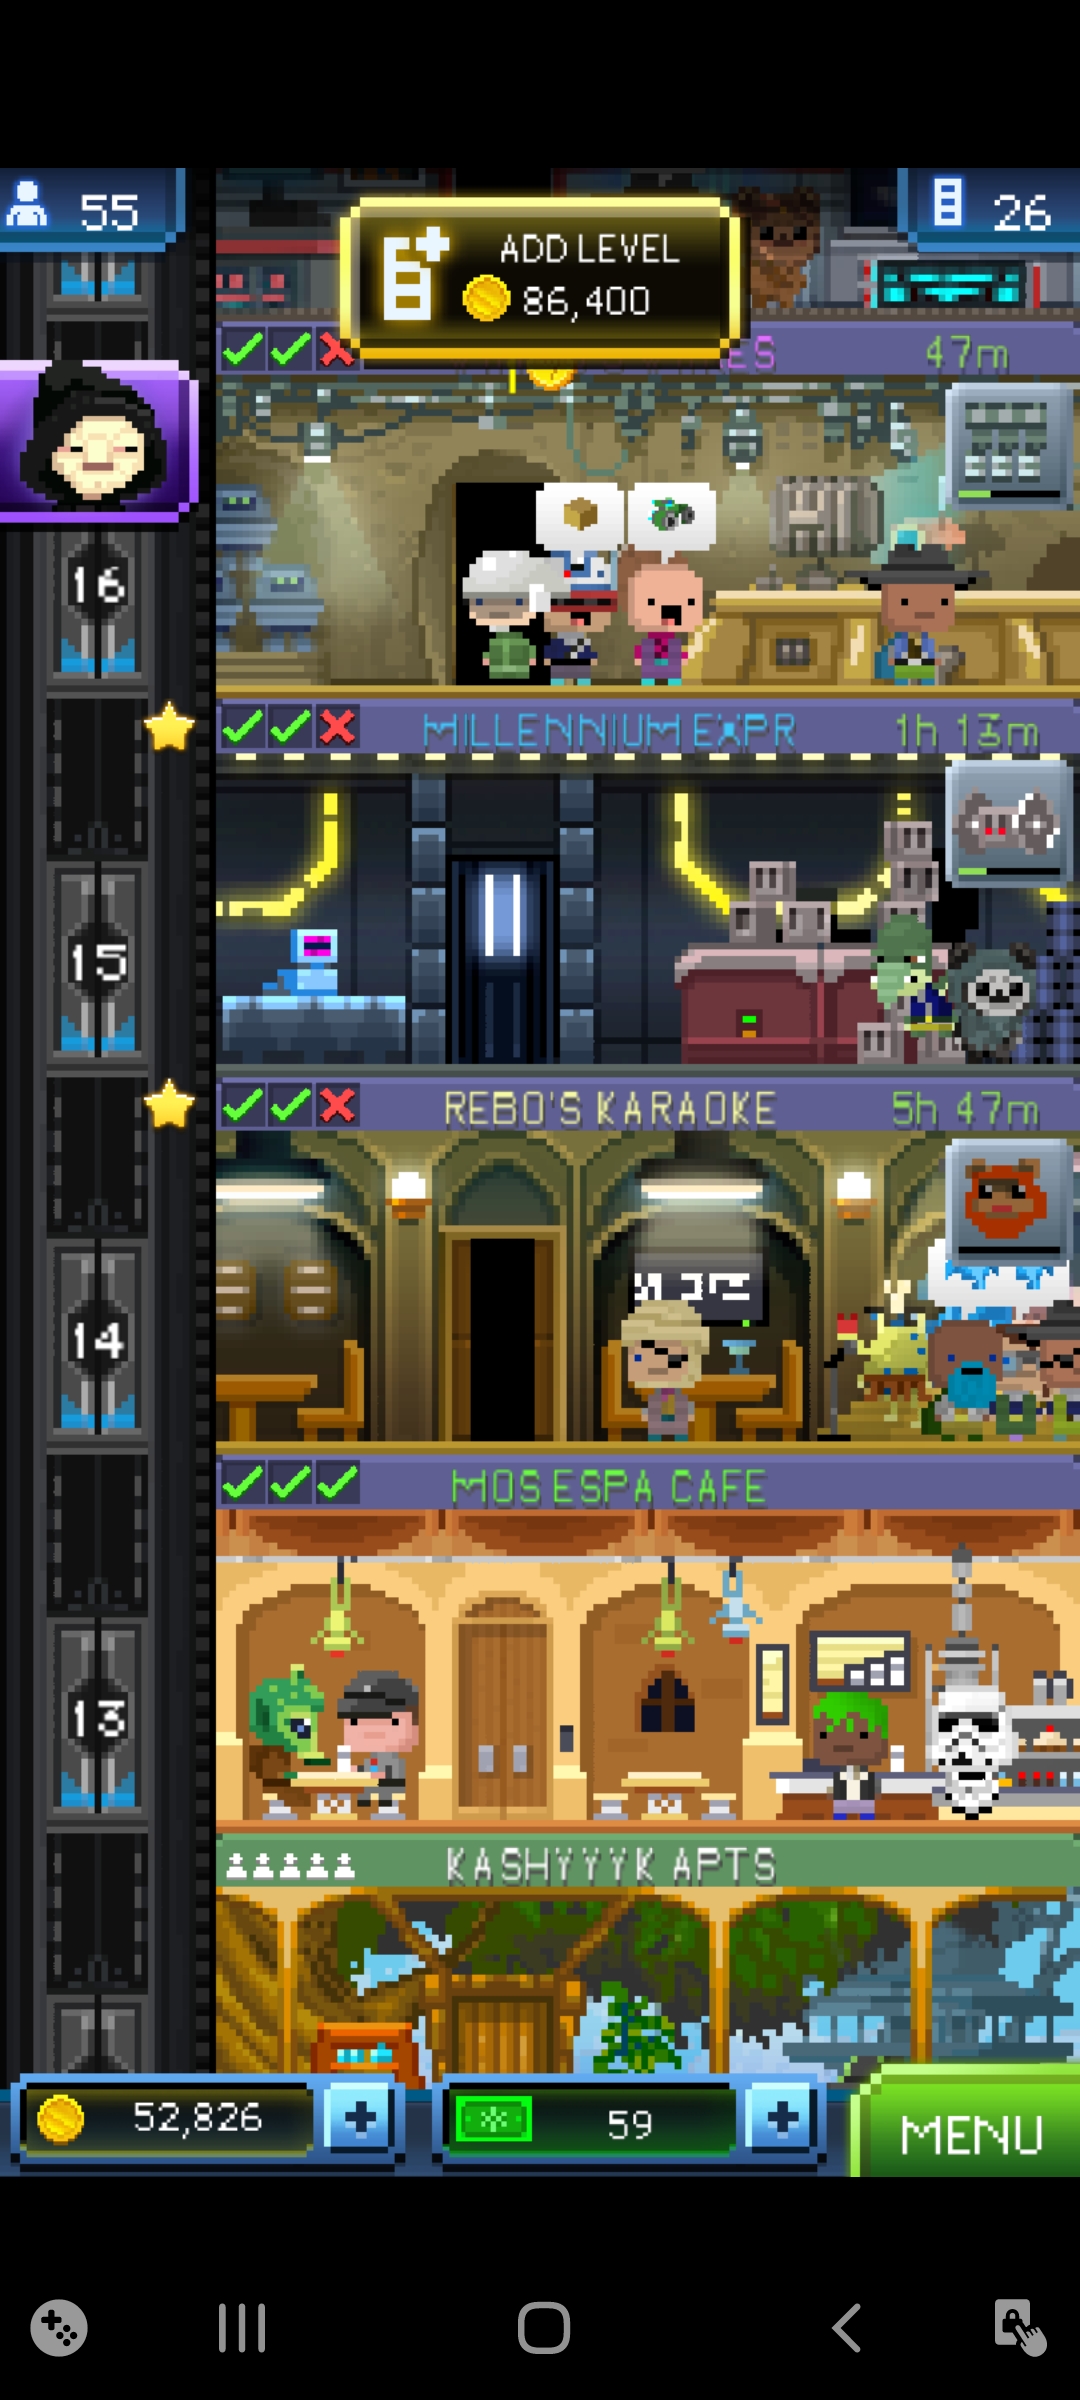 55
26
ADD LEVEL
86,400
47m
16
MILLENNIUM EXPR
1h 13m
15
REBO'S KARAOKE
5h 47m
14
MOS ESPA CAFE
13
KASHYYYK APTS
52,826
59
MENU